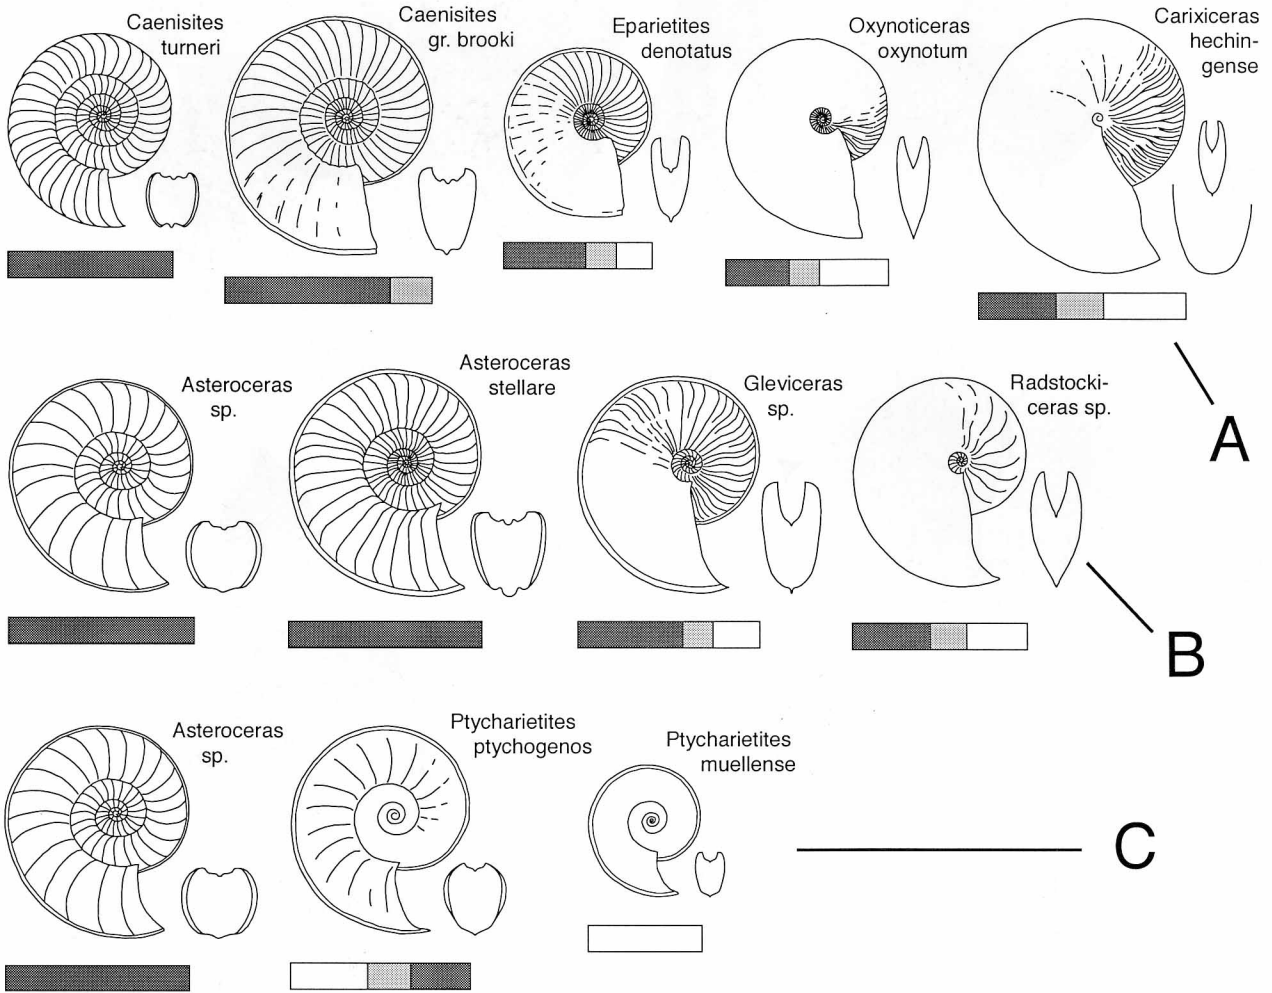 Caenisites
turneri
Caenisites
gr. brooki
Eparietites
denotatus
Oxynoticeras
oxynotum
Carixiceras
hechin-
gense
A
Asteroceras
sp.
Asteroceras
stellare
Gleviceras
sp.
Radstocki-
ceras sp.
B
Asteroceras
sp.
Ptycharietites
ptychogenos
Ptycharietites
muellense
C